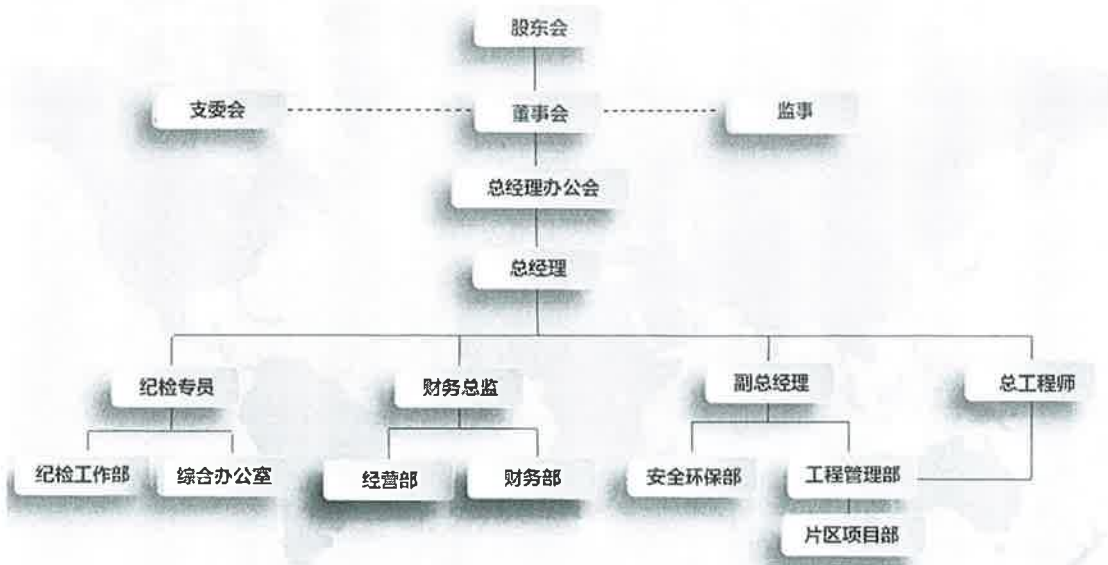 股东会
支委会
董事会
监事
总经理办公会
总经理
纪检专员
财务总监
副总经理
总工程师
纪检工作部
综合办公室
经营部
财务部
安全环保部
工程管理部
片区项目部